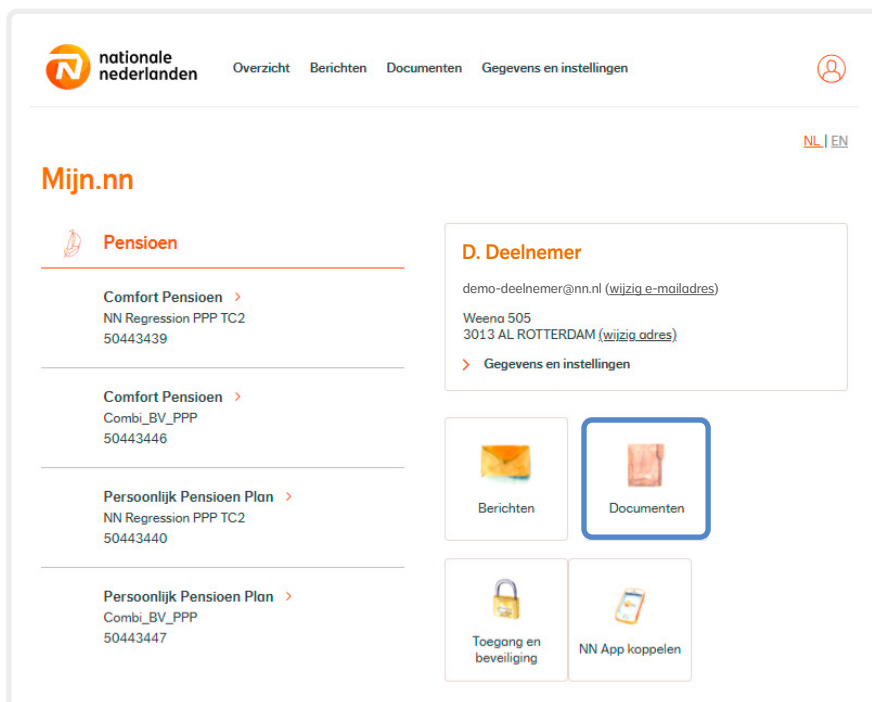 nationale
nederlanden
Overzicht Berichten Documenten Gegevens en instellingen
NL | EN
Mijn.nn
Pensioen
Comfort Pensioen >
NN Regression PPP TC2
50443439
Comfort Pensioen >
Combi_BV_PPP
50443446
Persoonlijk Pensioen Plan >
NN Regression PPP TC2
50443440
Persoonlijk Pensioen Plan >
Combi_BV_PPP
50443447
D. Deelnemer
demo-deelnemer@nn.nl (wijzig e-mailadres)
Weena 505
3013 AL ROTTERDAM (wijzig adres)
> Gegevens en instellingen
Berichten
Documenten
Toegang en
beveiliging
NN App koppelen